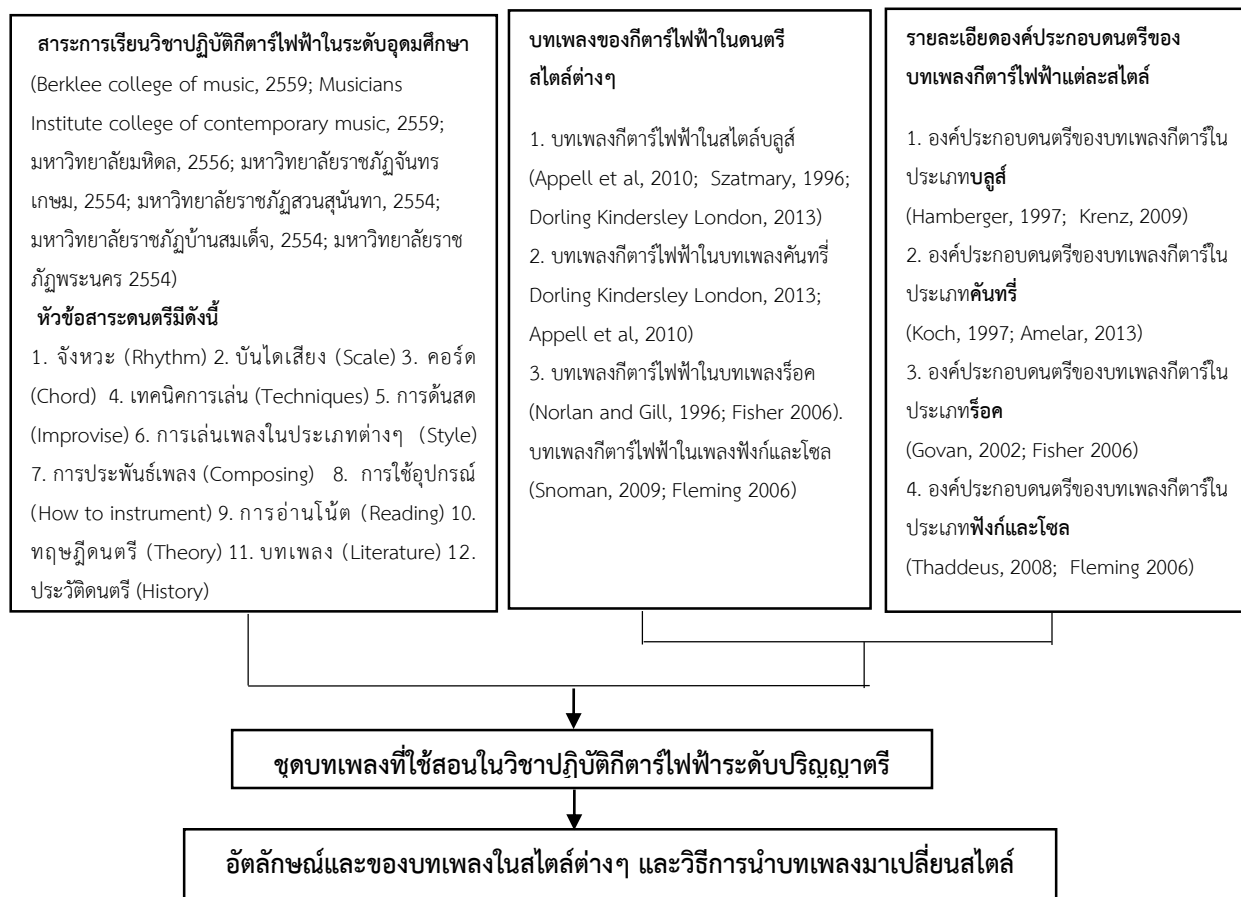 สาระการเรียนวิชาปฏิบัติกีตาร์ไฟฟ้าในระดับอุดมศึกษา
(Berklee college of music, 2559; Musicians
Institute college of contemporary music, 2559;
มหาวิทยาลัยมหิดล, 2556; มหาวิทยาลัยราชภัฏจันทร
เกษม, 2554; มหาวิทยาลัยราชภัฏสวนสุนันทา, 2554;
มหาวิทยาลัยราชภัฏบ้านสมเด็จ, 2554; มหาวิทยาลัยราช
ภัฏพระนคร 2554)
หัวข้อสาระดนตรีมีดังนี้
1. จังหวะ (Rhythm) 2. บันไดเสียง (Scale) 3. คอร์ด
(Chord) 4. เทคนิคการเล่น (Techniques) 5. การด้นสด
(Improvise) 6. การเล่นเพลงในประเภทต่างๆ (Style)
7. การประพันธ์เพลง (Composing) 8. การใช้อุปกรณ์
(How to instrument) 9. การอ่านโน้ต (Reading) 10.
ทฤษฎีดนตรี (Theory) 11. บทเพลง (Literature) 12.
ประวัติดนตรี (History)
บทเพลงของกีตาร์ไฟฟ้าในดนตรี
สไตล์ต่างๆ
1. บทเพลงกีตาร์ไฟฟ้าในสไตล์บลูส์
(Appell et al, 2010; Szatmary, 1996;
Dorling Kindersley London, 2013)
2. บทเพลงกีตาร์ไฟฟ้าในบทเพลงคันทรี่
Dorling Kindersley London, 2013;
Appell et al, 2010)
3. บทเพลงกีตาร์ไฟฟ้าในบทเพลงร็อค
(Norlan and Gill, 1996; Fisher 2006).
บทเพลงกีตาร์ไฟฟ้าในเพลงฟังก์และโซล
(Snoman, 2009; Fleming 2006)
รายละเอียดองค์ประกอบดนตรีของ
บทเพลงกีตาร์ไฟฟ้าแต่ละสไตล์
1. องค์ประกอบดนตรีของบทเพลงกีตาร์ใน
ประเภทบลูส์
(Hamberger, 1997; Krenz, 2009)
2. องค์ประกอบดนตรีของบทเพลงกีตาร์ใน
ประเภทคันทรี่
(Koch, 1997; Amelar, 2013)
3. องค์ประกอบดนตรีของบทเพลงกีตาร์ใน
ประเภทร็อค
(Govan, 2002; Fisher 2006)
4. องค์ประกอบดนตรีของบทเพลงกีตาร์ใน
ประเภทฟังก์และโซล
(Thaddeus, 2008; Fleming 2006)
ชุดบทเพลงที่ใช้สอนในวิชาปฏิบัติกีตาร์ไฟฟ้าระดับปริญญาตรี
อัตลักษณ์และของบทเพลงในสไตล์ต่างๆ และวิธีการนำบทเพลงมาเปลี่ยนสไตล์